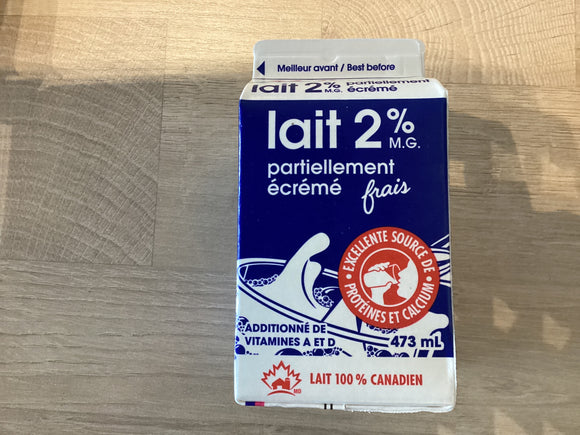 Meilleur avant / Best before
lait 2% M.G. partiellement écrémé
lait 2%
M.G.
partiellement
écrémé frais
• EXCELLENTE SOURCE DE •
PROTÉINES ET CALCIUM
ADDITIONNÉ DE
VITAMINES A ET D
473 mL
LAIT 100 % CANADIEN
MD